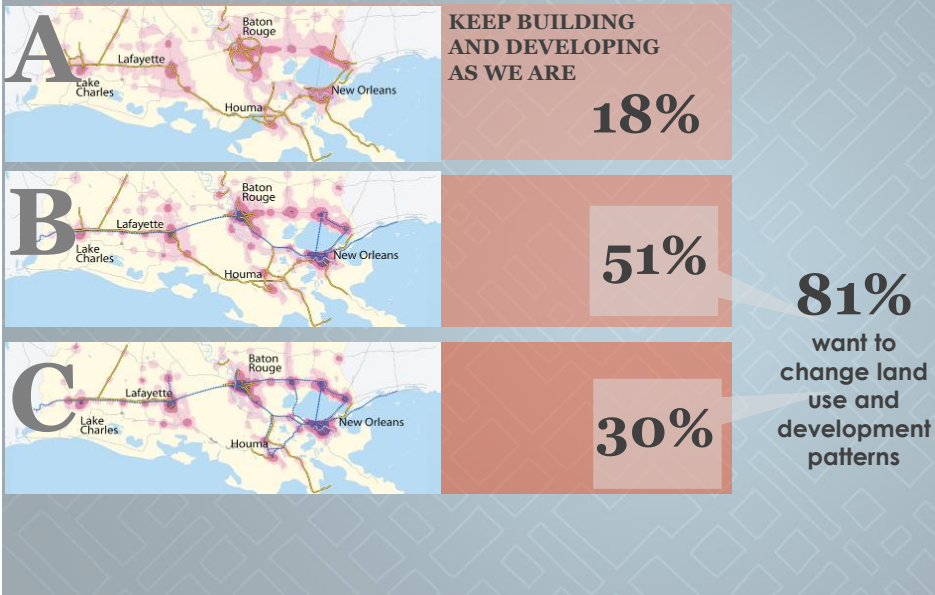 A
Baton
Rouge
Lafayette
Lake
Charles
Houma
New Orleans
KEEP BUILDING
AND DEVELOPING
AS WE ARE
18%
B
Baton
Rouge
Lafayette
Lake
Charles
Houma
New Orleans
51%
C
Baton
Rouge
Lafayette
Lake
Charles
Houma
New Orleans
30%
81%
want to
change land
use and
development
patterns